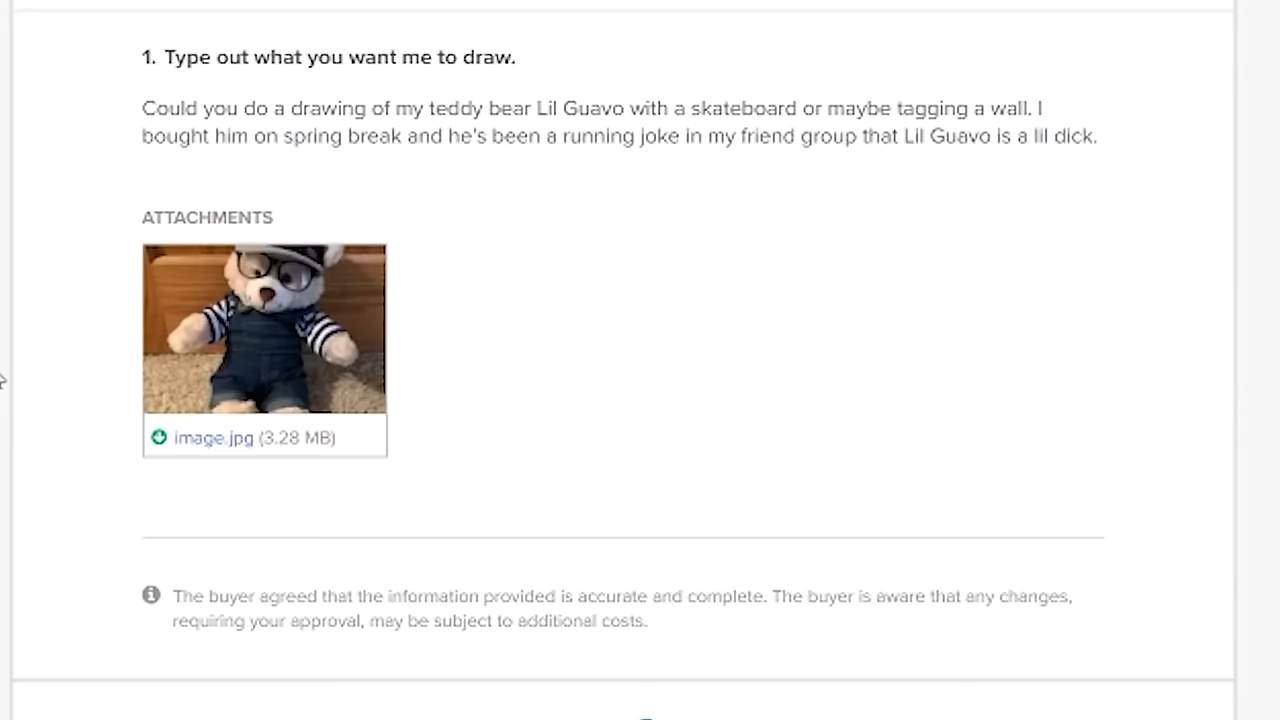 1. Type out what you want me to draw.
Could you do a drawing of my teddy bear Lil Guavo with a skateboard or maybe tagging a wall. I
bought him on spring break and he's been a running joke in my friend group that Lil Guavo is a lil dick.
ATTACHMENTS
image.jpg (3.28 MB)
The buyer agreed that the information provided is accurate and complete. The buyer is aware that any changes,
requiring your approval, may be subject to additional costs.